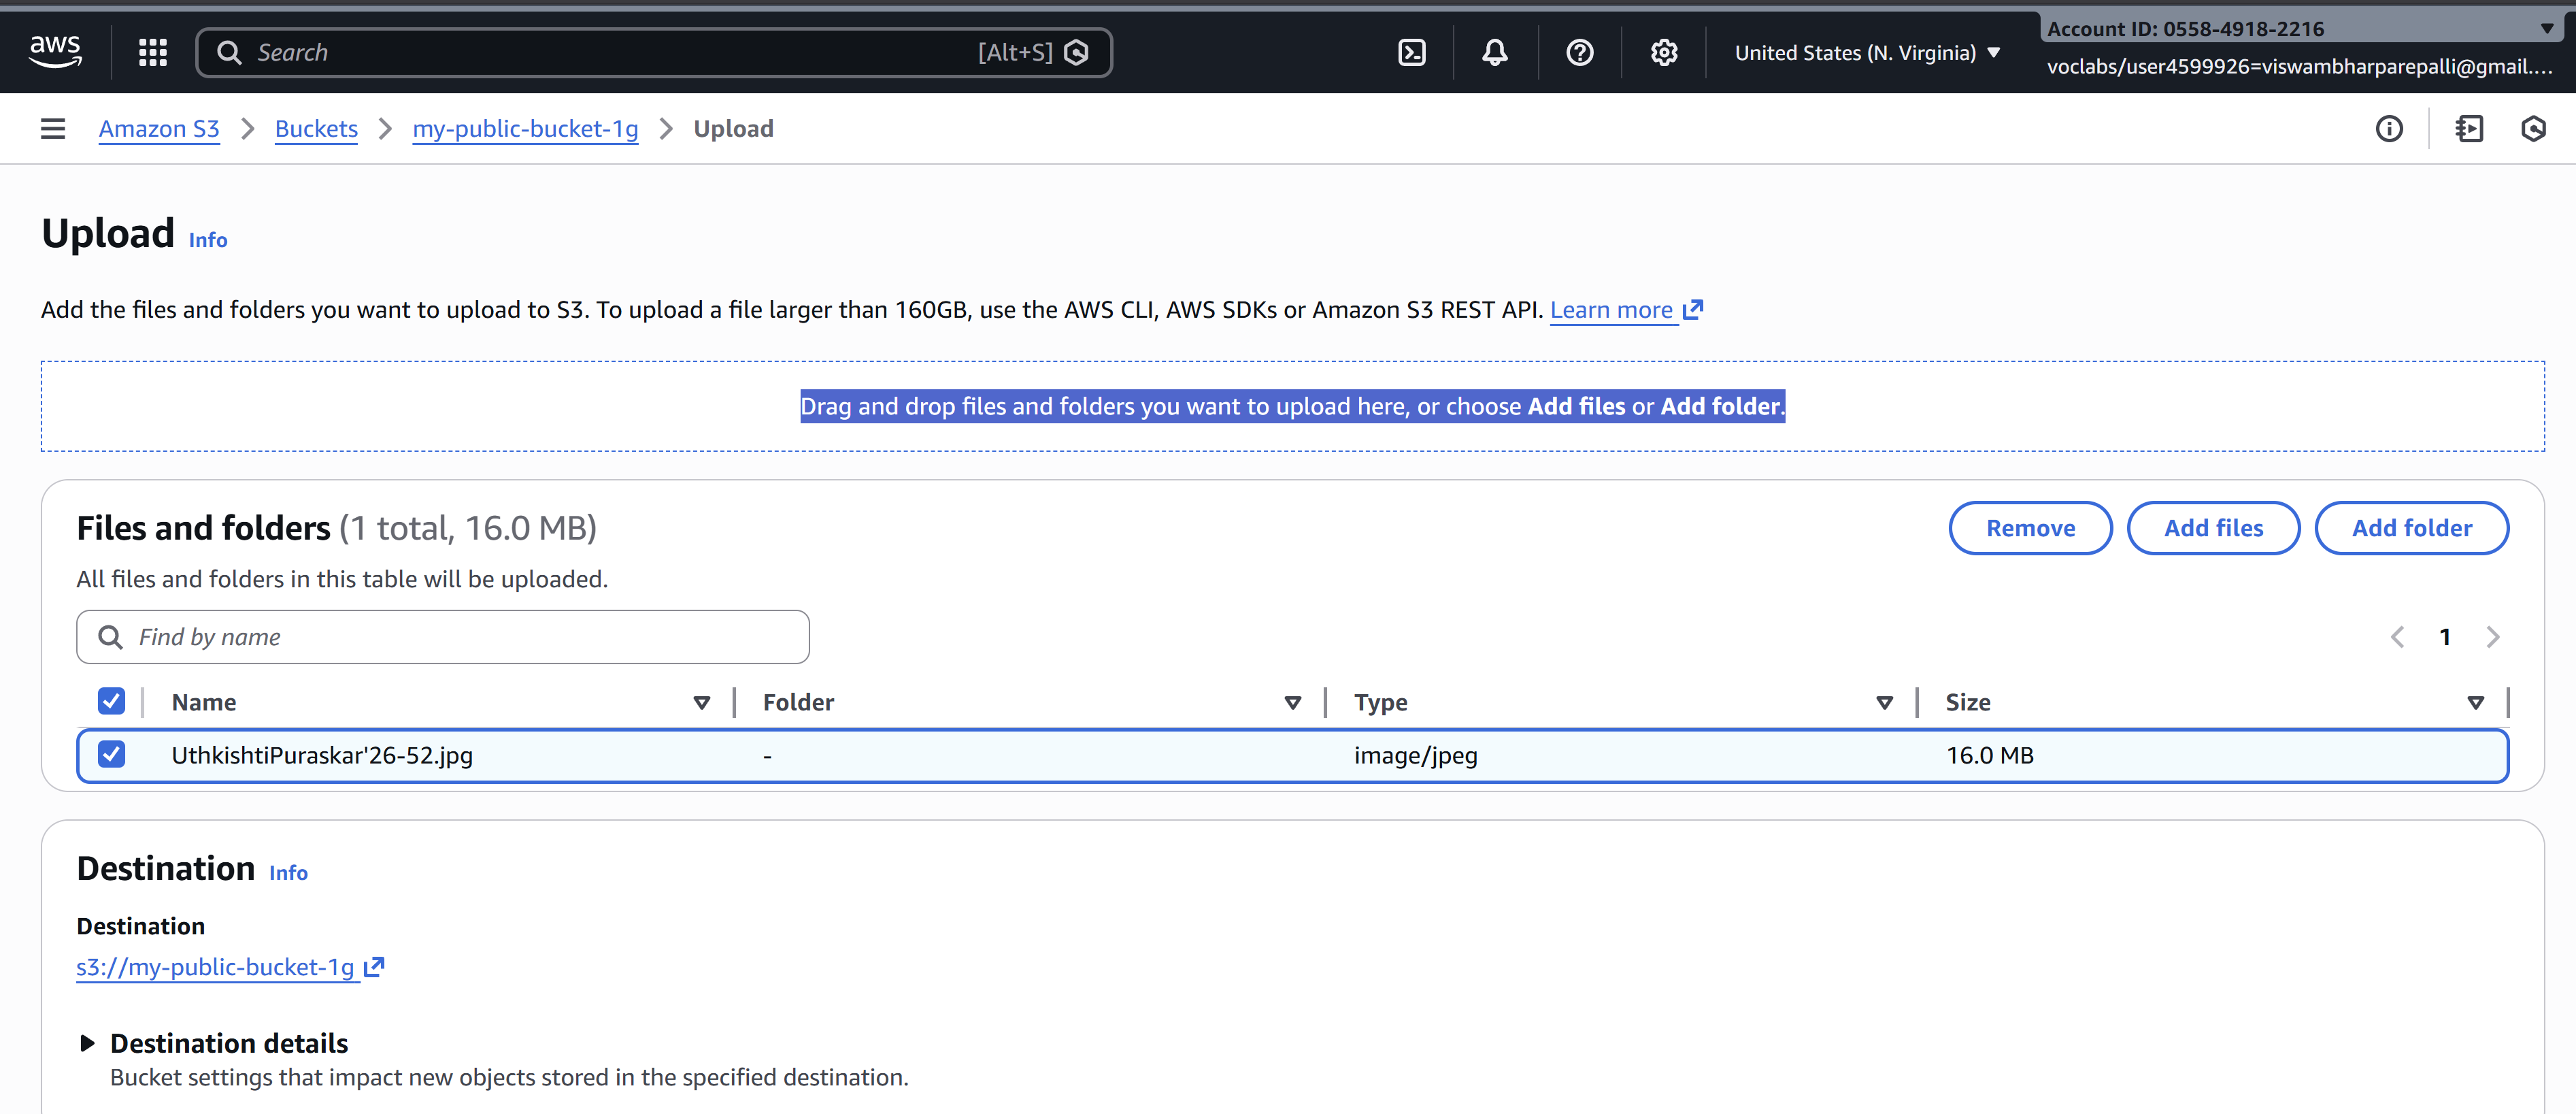 aws
Search
[Alt+S]
United States (N. Virginia)
Account ID: 0558-4918-2216
voclabs/user4599926=viswambharparepalli@gmail....
Amazon S3
Buckets
my-public-bucket-1g
Upload
Upload
Info
Add the files and folders you want to upload to S3. To upload a file larger than 160GB, use the AWS CLI, AWS SDKs or Amazon S3 REST API. Learn more
Drag and drop files and folders you want to upload here, or choose Add files or Add folder.
Files and folders (1 total, 16.0 MB)
Remove
Add files
Add folder
All files and folders in this table will be uploaded.
Find by name
1
Name
Folder
Type
Size
UthkishtiPuraskar'26-52.jpg
-
image/jpeg
16.0 MB
Destination
Info
Destination
s3://my-public-bucket-1g
Destination details
Bucket settings that impact new objects stored in the specified destination.